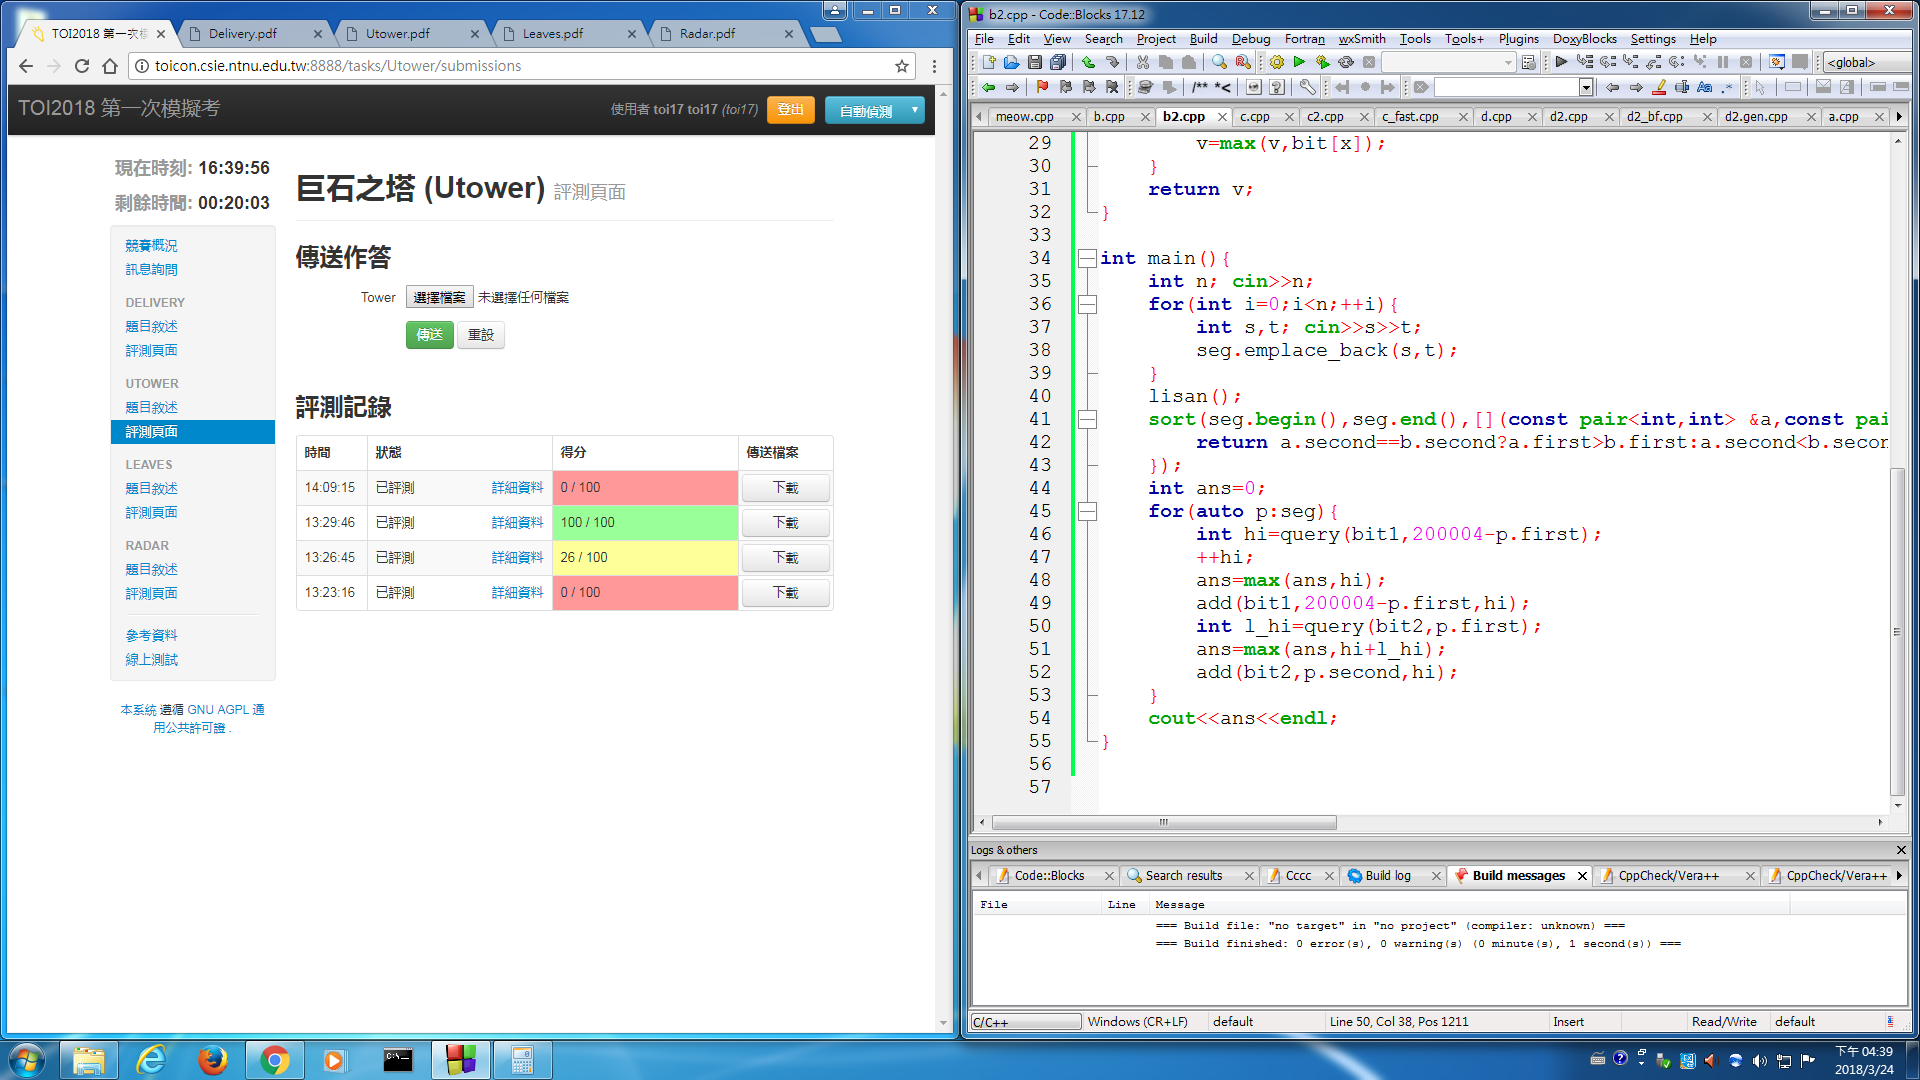 TOI2018 第一次模
Delivery.pdf
Utower.pdf
Leaves.pdf
Radar.pdf
toicon.csie.ntnu.edu.tw:8888/tasks/Utower/submissions
TOI2018 第一次模擬考
使用者 toi17 toi17 (toi17)
登出
自動偵測
現在時刻: 16:39:56
剩餘時間: 00:20:03
競賽概況
訊息詢問
DELIVERY
題目敘述
評測頁面
UTOWER
題目敘述
評測頁面
LEAVES
題目敘述
評測頁面
RADAR
題目敘述
評測頁面
參考資料
線上測試
本系統 遵循 GNU AGPL 通
用公共許可證 .
巨石之塔 (Utower) 評測頁面
傳送作答
Tower 選擇檔案 未選擇任何檔案
傳送 重設
評測記錄
時間 狀態 得分 傳送檔案
14:09:15 已評測 詳細資料 0 / 100 下載
13:29:46 已評測 詳細資料 100 / 100 下載
13:26:45 已評測 詳細資料 26 / 100 下載
13:23:16 已評測 詳細資料 0 / 100 下載
b2.cpp - Code::Blocks 17.12
File Edit View Search Project Build Debug Fortran wxSmith Tools Tools+ Plugins DoxyBlocks Settings Help
<global>
/** *<
meow.cpp b.cpp b2.cpp c.cpp c2.cpp c_fast.cpp d.cpp d2.cpp d2_bf.cpp d2.gen.cpp a.cpp
29 v=max(v,bit[x]);
30 }
31 return v;
32 }
33
34 int main(){
35 int n; cin>>n;
36 for(int i=0;i<n;++i){
37 int s,t; cin>>s>>t;
38 seg.emplace_back(s,t);
39 }
40 lisan();
41 sort(seg.begin(),seg.end(),[](const pair<int,int> &a,const pai
42 return a.second==b.second?a.first>b.first:a.second<b.secon
43 });
44 int ans=0;
45 for(auto p:seg){
46 int hi=query(bit1,200004-p.first);
47 ++hi;
48 ans=max(ans,hi);
49 add(bit1,200004-p.first,hi);
50 int l_hi=query(bit2,p.first);
51 ans=max(ans,hi+l_hi);
52 add(bit2,p.second,hi);
53 }
54 cout<<ans<<endl;
55 }
56
57
Logs & others
Code::Blocks Search results Cccc Build log Build messages CppCheck/Vera++ CppCheck/Vera++
File Line Message
=== Build file: "no target" in "no project" (compiler: unknown) ===
=== Build finished: 0 error(s), 0 warning(s) (0 minute(s), 1 second(s)) ===
C/C++ Windows (CR+LF) default Line 50, Col 38, Pos 1211 Insert Read/Write default
下午 04:39
2018/3/24